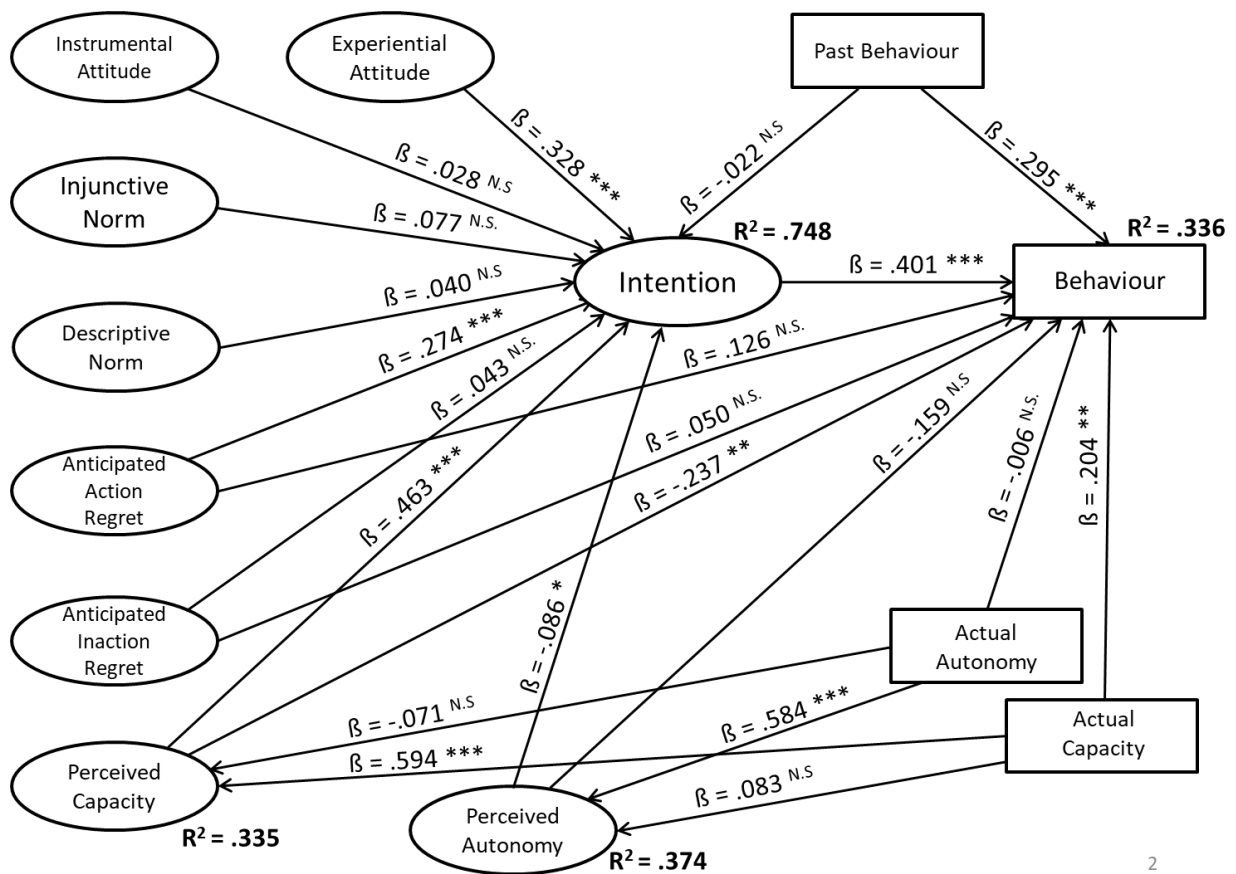 Instrumental
Attitude
Experiential
Attitude
Past Behaviour
ß = .328 ***
ß = -.022 N.S
ß = .295 ***
ß = .028 N.S
Injunctive
Norm
ß = .077 N.S.
R² = .748
R² = .336
Intention
ß = .401 ***
Behaviour
ß = .040 N.S
Descriptive
Norm
ß = .274 ***
ß = .043 N.S.
ß = .126 N.S.
Anticipated
Action
Regret
ß = .463 ***
ß = .050 N.S.
ß = -.237 **
ß = -.159 N.S
ß = -.006 N.S.
ß = .204 **
Anticipated
Inaction
Regret
ß = -.086 *
Actual
Autonomy
ß = -.071 N.S
ß = .584 ***
Actual
Capacity
ß = .594 ***
Perceived
Capacity
ß = .083 N.S
R² = .335
Perceived
Autonomy
R² = .374
2